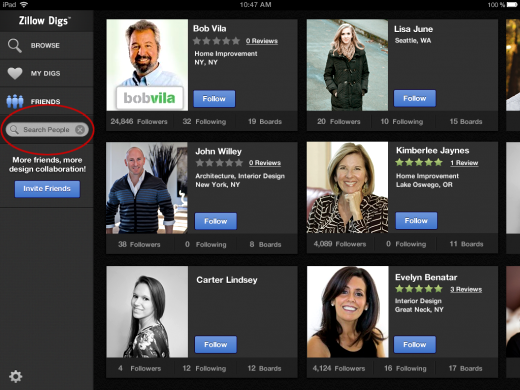 iPad 10:47 AM 100 %
Zillow Digs™
BROWSE
MY DIGS
FRIENDS
Search People
More friends, more
design collaboration!
Invite Friends
Bob Vila
0 Reviews
Home Improvement
NY, NY
bobvila
Follow
24,846 Followers 32 Following 19 Boards
Lisa June
Seattle, WA
Follow
20 Followers 10 Following 15 Boards
John Willey
0 Reviews
Architecture, Interior Design
New York, NY
Follow
38 Followers 0 Following 8 Boards
Kimberlee Jaynes
1 Review
Home Improvement
Lake Oswego, OR
Follow
4,089 Followers 0 Following 11 Boards
Carter Lindsey
Follow
4 Followers 12 Following 12 Boards
Evelyn Benatar
3 Reviews
Interior Design
Great Neck, NY
Follow
4,124 Followers 16 Following 17 Boards